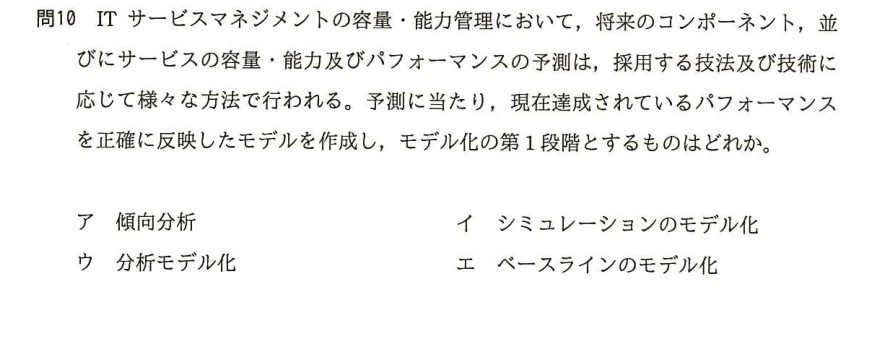 問10 IT サービスマネジメントの容量・能力管理において，将来のコンポーネント，並
びにサービスの容量・能力及びパフォーマンスの予測は，採用する技法及び技術に
応じて様々な方法で行われる。予測に当たり，現在達成されているパフォーマンス
を正確に反映したモデルを作成し，モデル化の第１段階とするものはどれか。
ア 傾向分析
イ シミュレーションのモデル化
ウ 分析モデル化
エ ベースラインのモデル化